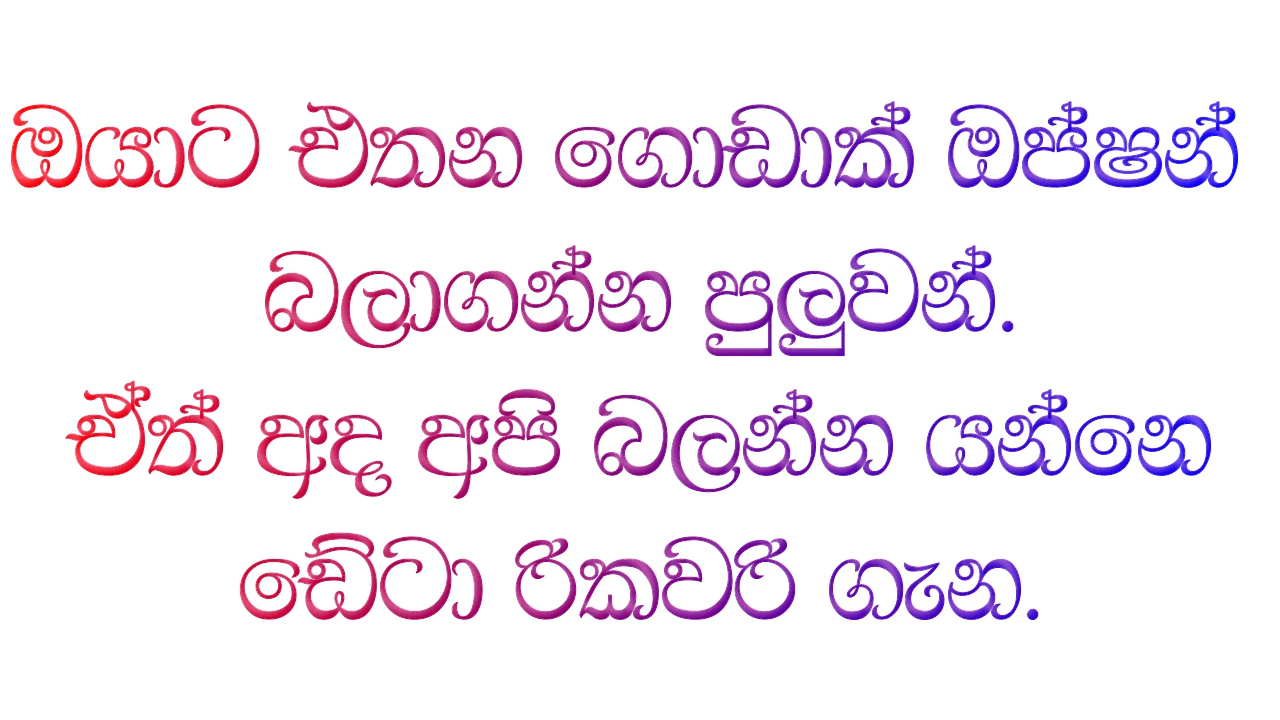 ඔයාට එතන ගොඩාක් ඔප්ෂන්
බලාගන්න පුලුවන්.
ඒත් අද අපි බලන්න යන්නෙ
ඩේටා රිකවරි ගැන.